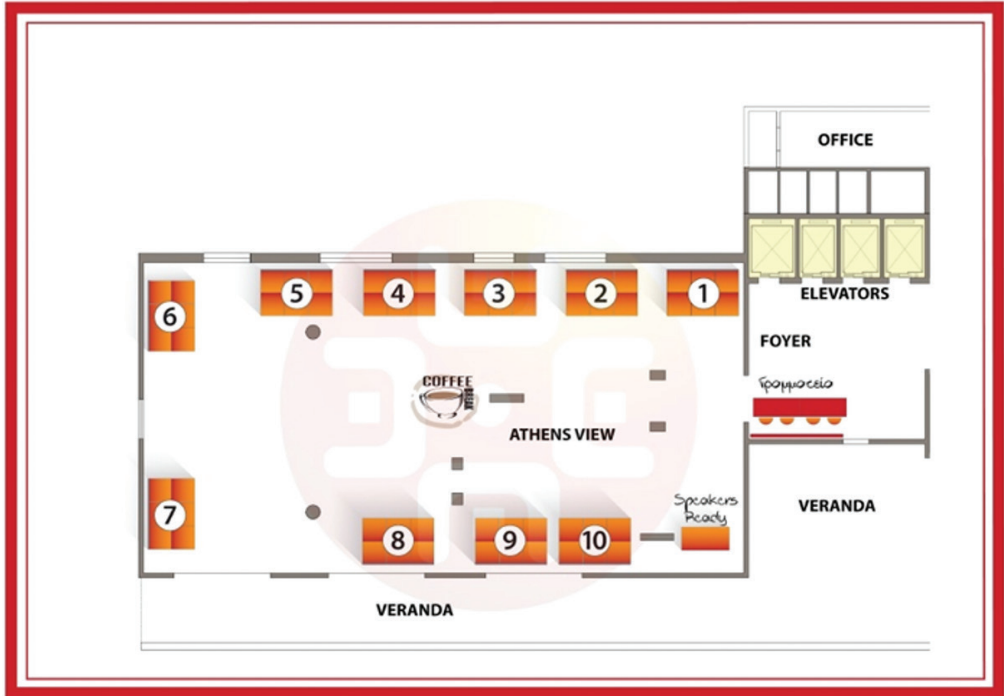 OFFICE
ELEVATORS
5
4
3
2
1
6
FOYER
COFFEE
BREAK
Γραμματεία
ATHENS VIEW
7
Speakers
Ready
VERANDA
8
9
10
VERANDA